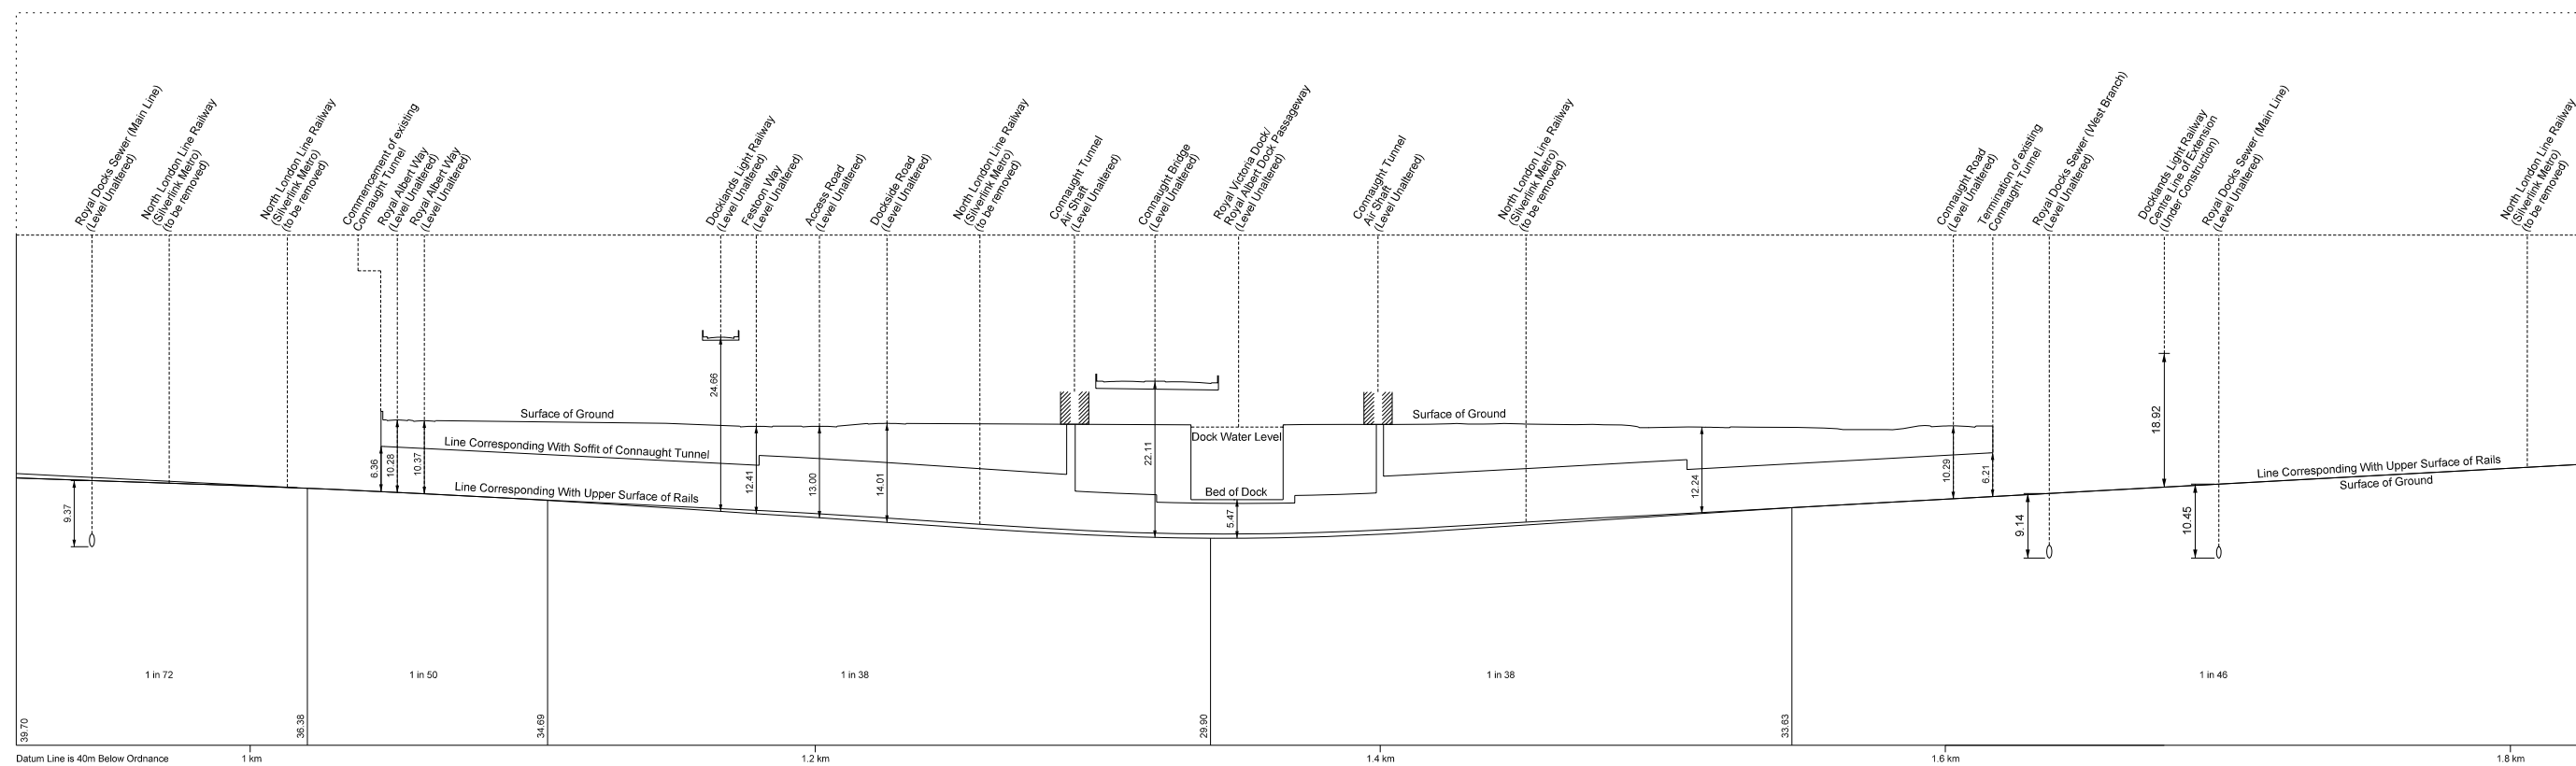 Royal Docks Sewer (Main Line)
(Level Unaltered)
North London Line Railway
(Silverlink Metro)
(to be removed)
North London Line Railway
(Silverlink Metro)
(to be removed)
Commencement of existing
Connaught Tunnel
Royal Albert Way
(Level Unaltered)
Royal Albert Way
(Level Unaltered)
Docklands Light Railway
(Level Unaltered)
Festoon Way
(Level Unaltered)
Access Road
(Level Unaltered)
Dockside Road
(Level Unaltered)
North London Line Railway
(Silverlink Metro)
(to be removed)
Connaught Tunnel
Air Shaft
(Level Unaltered)
Connaught Bridge
(Level Unaltered)
Royal Victoria Dock/
Royal Albert Dock Passageway
(Level Unaltered)
Connaught Tunnel
Air Shaft
(Level Unaltered)
North London Line Railway
(Silverlink Metro)
(to be removed)
Connaught Road
(Level Unaltered)
Termination of existing
Connaught Tunnel
Royal Docks Sewer (West Branch)
(Level Unaltered)
Docklands Light Railway
Centre Line of Extension
(Under Construction)
Royal Docks Sewer (Main Line)
(Level Unaltered)
North London Line Railway
(Silverlink Metro)
(to be removed)
24.66
18.92
Surface of Ground
Surface of Ground
Dock Water Level
Line Corresponding With Soffit of Connaught Tunnel
22.11
6.36
10.28
10.37
12.41
13.00
14.01
12.24
10.29
6.21
Line Corresponding With Upper Surface of Rails
Surface of Ground
Line Corresponding With Upper Surface of Rails
Bed of Dock
9.37
5.47
9.14
10.45
1 in 72
1 in 50
1 in 38
1 in 38
1 in 46
39.70
36.38
34.69
29.90
33.63
Datum Line is 40m Below Ordnance
1 km
1.2 km
1.4 km
1.6 km
1.8 km